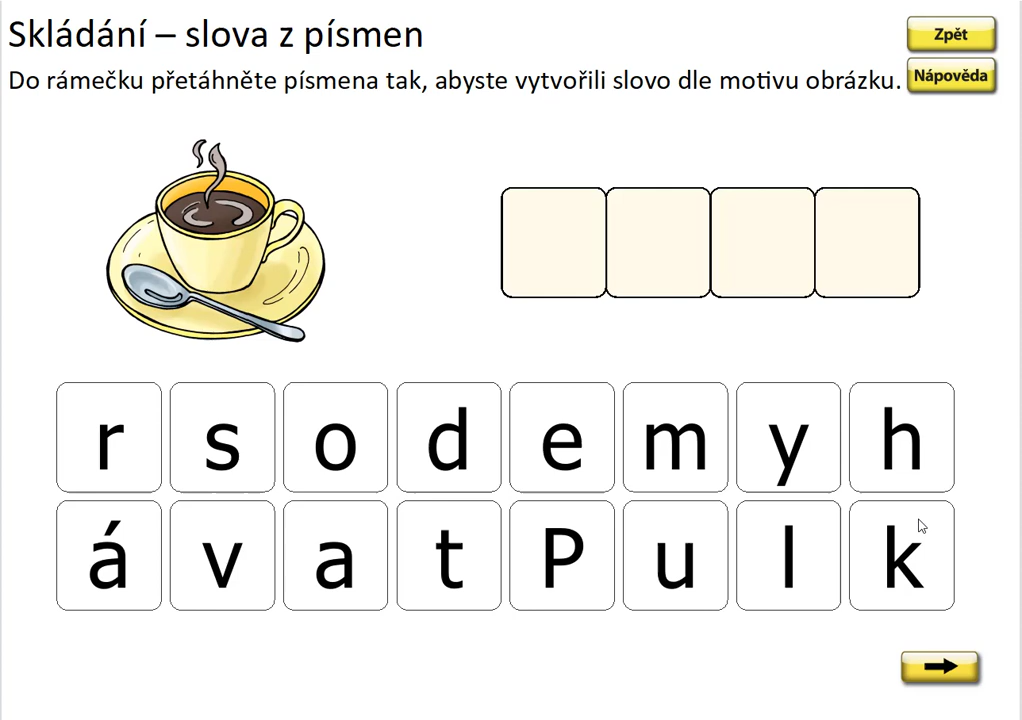 Skládání – slova z písmen
Zpět
Do rámečku přetáhněte písmena tak, abyste vytvořili slovo dle motivu obrázku.
Nápověda
r s o d e m y h
á v a t P u l k